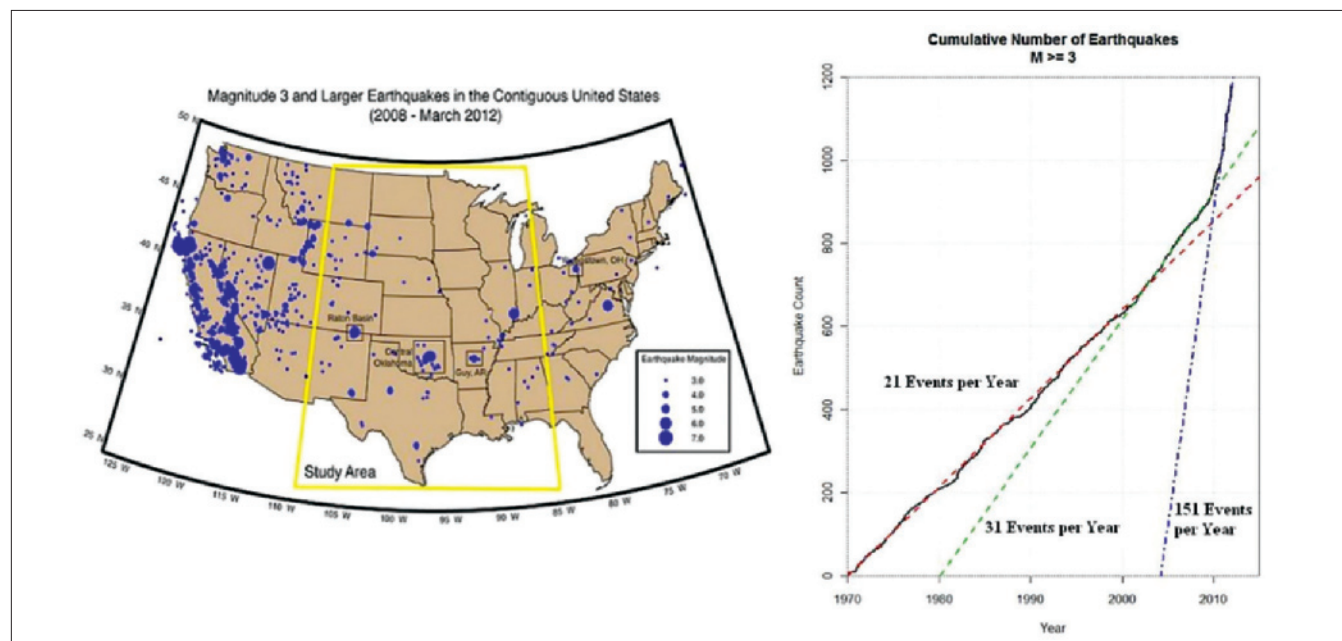 Magnitude 3 and Larger Earthquakes in the Contiguous United States
(2008 - March 2012)
50 N
45 N
40 N
35 N
30 N
25 N
125 W
120 W
115 W
110 W
105 W
100 W
95 W
90 W
85 W
80 W
75 W
70 W
Youngstown, OH
Raton Basin
Central
Oklahoma
Guy, AR
Study Area
Earthquake Magnitude
3.0
4.0
5.0
6.0
7.0
Cumulative Number of Earthquakes
M >= 3
Earthquake Count
1200
1000
800
600
400
200
0
21 Events per Year
31 Events per Year
151 Events
per Year
1970
1980
1990
2000
2010
Year